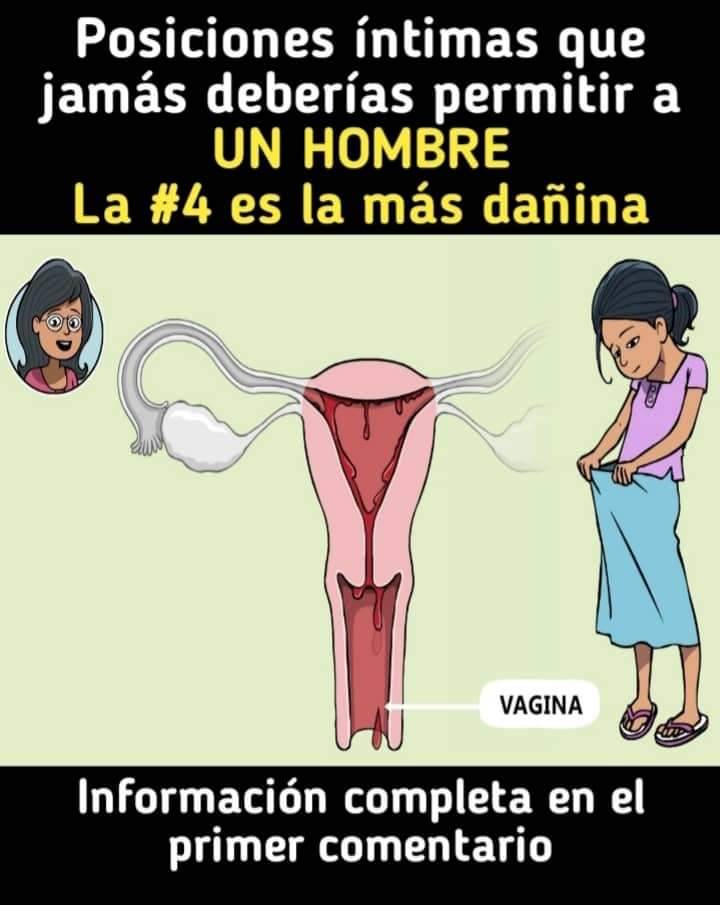 Posiciones íntimas que
jamás deberías permitir a
UN HOMBRE
La #4 es la más dañina
VAGINA
Información completa en el
primer comentario